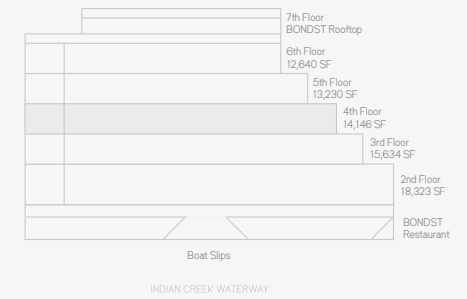 7th Floor
BONDST Rooftop
6th Floor
12,640 SF
5th Floor
13,230 SF
4th Floor
14,146 SF
3rd Floor
15,634 SF
2nd Floor
18,323 SF
BONDST
Restaurant
Boat Slips
INDIAN CREEK WATERWAY